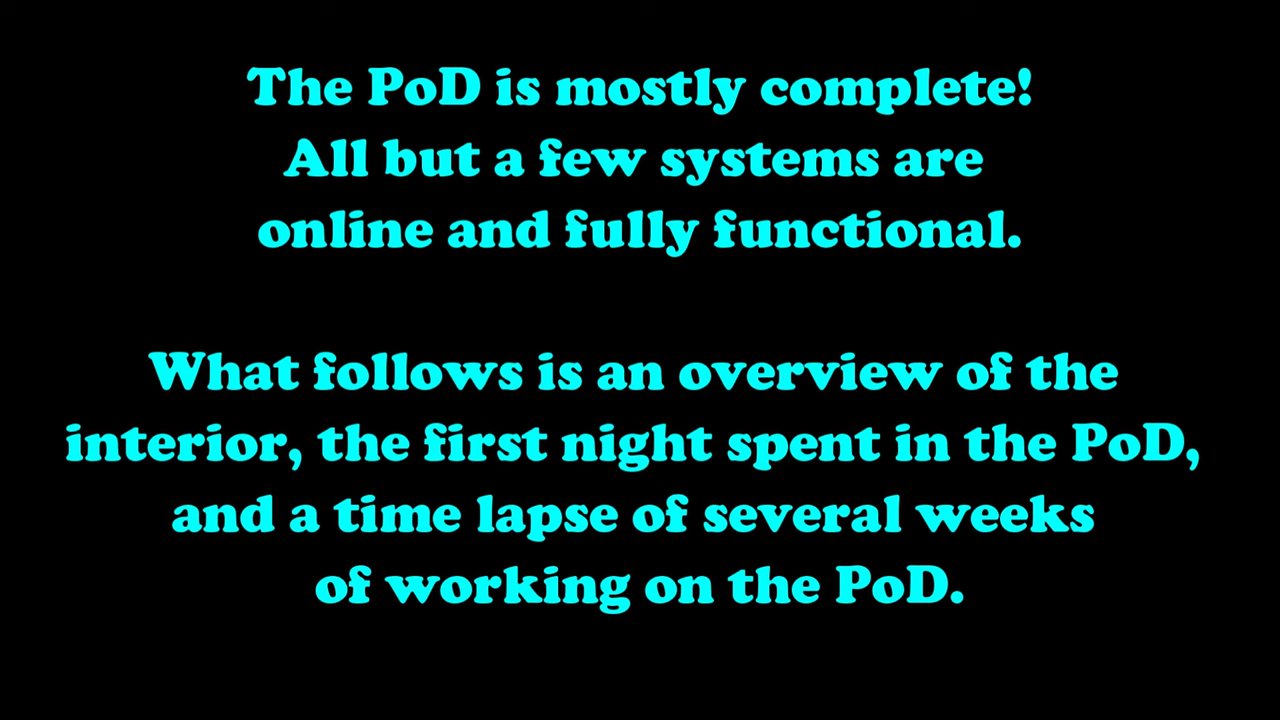 The PoD is mostly complete!
All but a few systems are
online and fully functional.
What follows is an overview of the
interior, the first night spent in the PoD,
and a time lapse of several weeks
of working on the PoD.